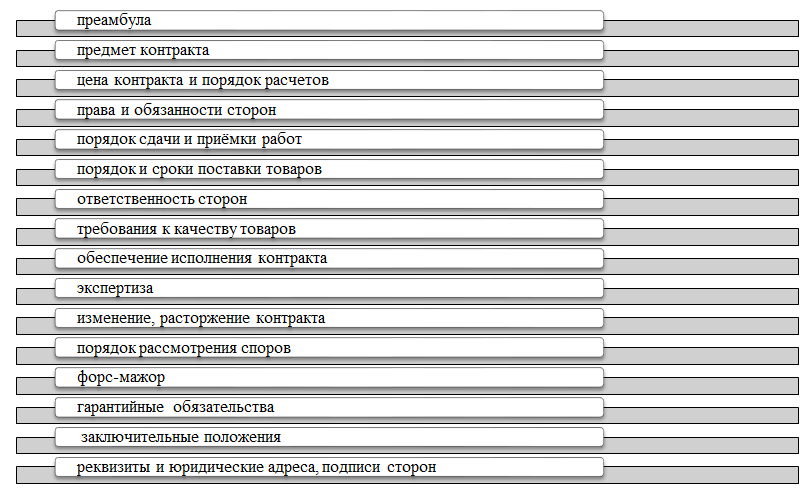 преамбула
предмет контракта
цена контракта и порядок расчетов
права и обязанности сторон
порядок сдачи и приёмки работ
порядок и сроки поставки товаров
ответственность сторон
требования к качеству товаров
обеспечение исполнения контракта
экспертиза
изменение, расторжение контракта
порядок рассмотрения споров
форс-мажор
гарантийные обязательства
заключительные положения
реквизиты и юридические адреса, подписи сторон